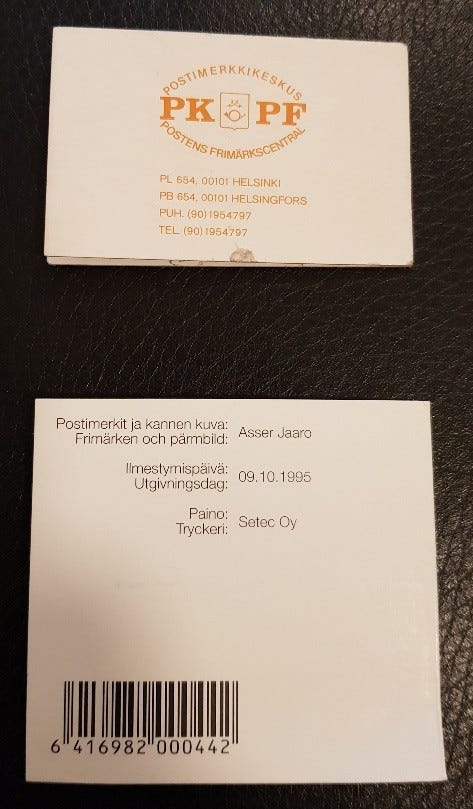 POSTIMERKKIKESKUS
PK PF
POSTENS FRIMÄRKSCENTRAL
PL 654, 00101 HELSINKI
PB 654, 00101 HELSINGFORS
PUH. (90) 1954797
TEL. (90) 1954797
Postimerkit ja kannen kuva:
Frimärken och pärmbild: Asser Jaaro
Ilmestymispäivä:
Utgivningsdag: 09.10.1995
Paino:
Tryckeri: Setec Oy
6 416982 000442